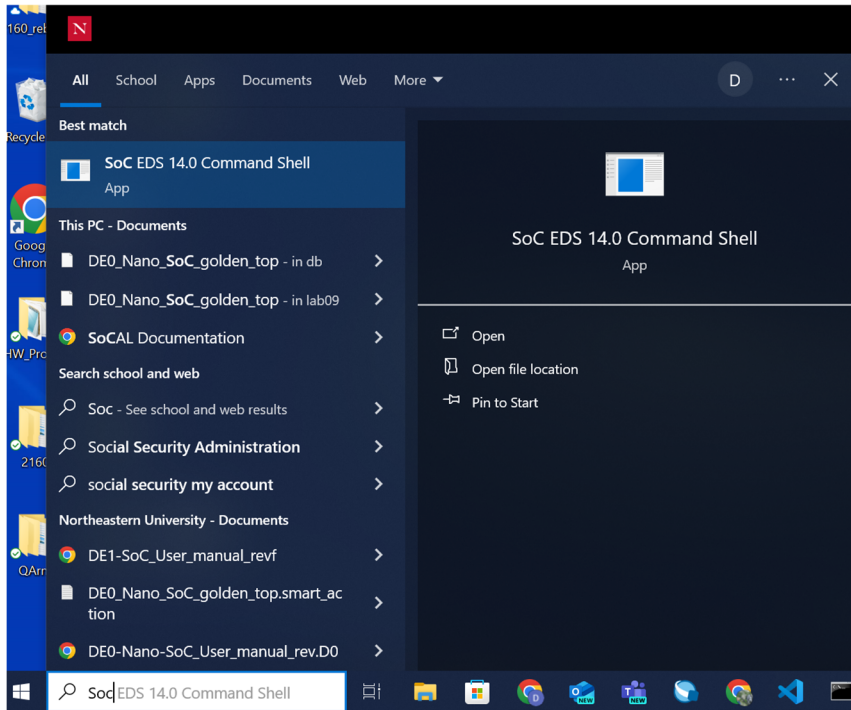 160_reb
N
All School Apps Documents Web More D ...
Recycle
Best match
SoC EDS 14.0 Command Shell
App
This PC - Documents
DE0_Nano_SoC_golden_top - in db
DE0_Nano_SoC_golden_top - in lab09
SoCAL Documentation
Search school and web
Soc - See school and web results
Social Security Administration
social security my account
Northeastern University - Documents
DE1-SoC_User_manual_revf
DE0_Nano_SoC_golden_top.smart_ac
tion
DE0-Nano-SoC_User_manual_rev.D0
SoC EDS 14.0 Command Shell
App
Open
Open file location
Pin to Start
Goog
Chrom
HW_Pro
2160
QArm
Soc EDS 14.0 Command Shell
D
NEW
NEW